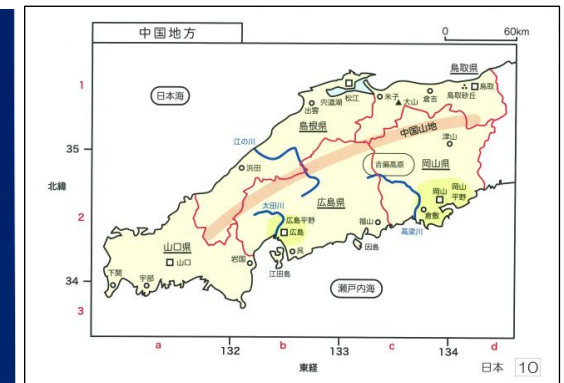 中国地方
0 60km
鳥取県
1
日本海
松江
米子
大山
倉吉
鳥取砂丘
鳥取
出雲
宍道湖
島根県
中国山地
江の川
津山
35
浜田
吉備高原
岡山県
北緯
太田川
広島県
岡山
岡山平野
2
広島平野
福山
倉敷
広島
高梁川
山口県
呉
因島
岩国
江田島
山口
34
下関
宇部
瀬戸内海
3
a b c d
132 133 134
東経
日本 10